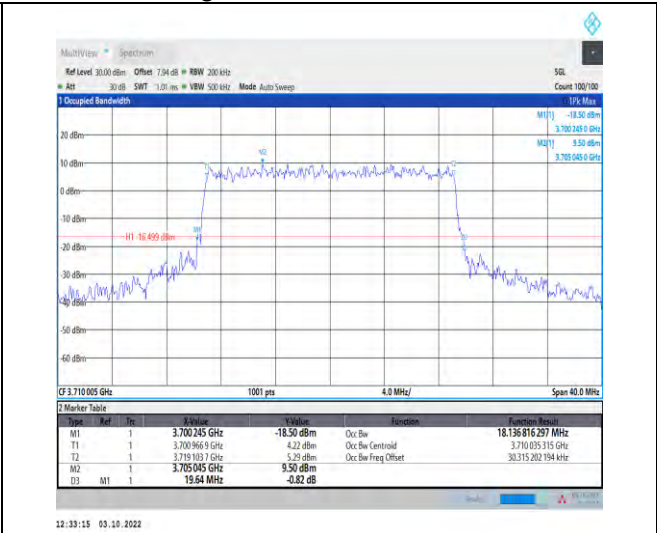 MultiView Spectrum
Ref Level 30.00 dBm Offset 7.94 dB RBW 200 kHz SGL
Att 30 dB SWT 1.01 ms VBW 500 kHz Mode Auto Sweep Count 100/100
1 Occupied Bandwidth 1Pk Max
M1[1] -18.50 dBm
3.700 245 0 GHz
M2[1] 9.50 dBm
3.705 045 0 GHz
20 dBm
M2
10 dBm
0 dBm
-10 dBm
H1 -16.499 dBm
-20 dBm
-30 dBm
-40 dBm
-50 dBm
-60 dBm
CF 3.710 005 GHz 1001 pts 4.0 MHz/ Span 40.0 MHz
2 Marker Table
Type Ref Trc X-Value Y-Value Function Function Result
M1 1 3.700 245 GHz -18.50 dBm Occ Bw 18.136 816 297 MHz
T1 1 3.700 966 9 GHz 4.22 dBm Occ Bw Centroid 3.710 035 315 GHz
T2 1 3.719 103 7 GHz 5.29 dBm Occ Bw Freq Offset 30.315 202 194 kHz
M2 1 3.705 045 GHz 9.50 dBm
D3 M1 1 19.64 MHz -0.82 dB
12:33:15 03.10.2022